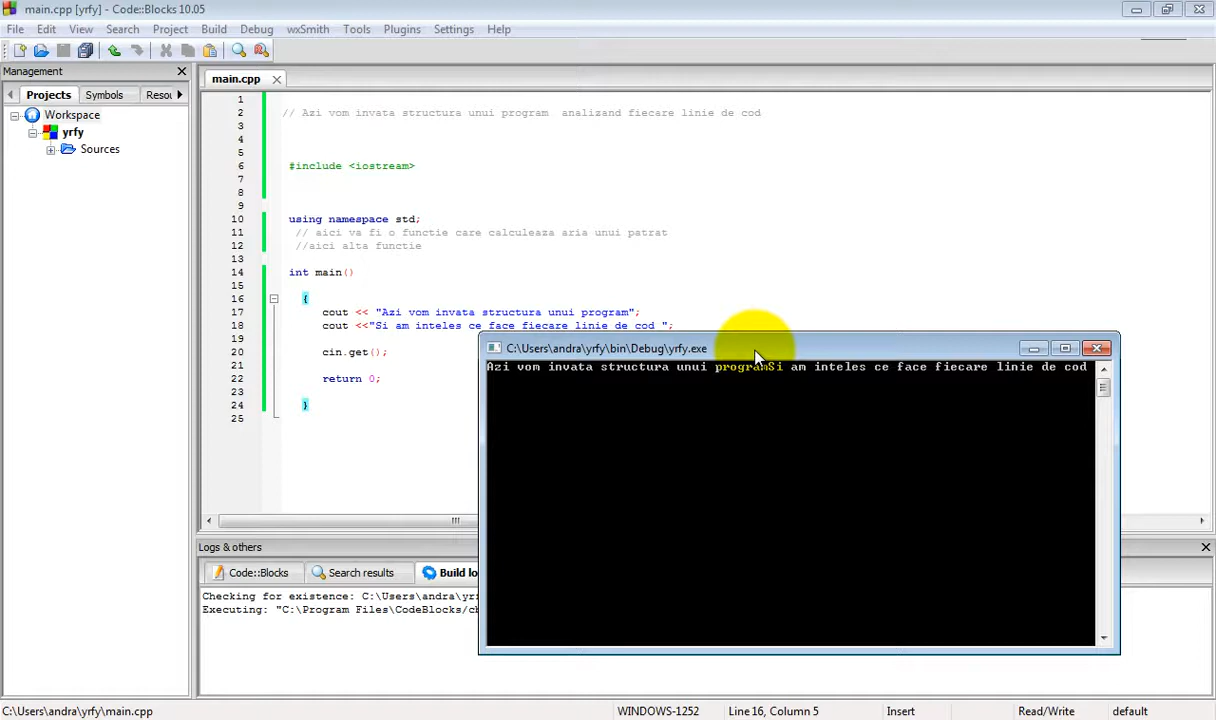 main.cpp [yrfy] - Code::Blocks 10.05
File Edit View Search Project Build Debug wxSmith Tools Plugins Settings Help
Management
main.cpp
Projects Symbols Resou
Workspace
yrfy
Sources
1
2 // Azi vom invata structura unui program  analizand fiecare linie de cod
3
4
5
6 #include <iostream>
7
8
9
10 using namespace std;
11 // aici va fi o functie care calculeaza aria unui patrat
12 //aici alta functie
13
14 int main()
15
16 {
17 cout << "Azi vom invata structura unui program";
18 cout <<"Si am inteles ce face fiecare linie de cod ";
19
20 cin.get();
21
22 return 0;
23
24 }
25
C:\Users\andra\yrfy\bin\Debug\yrfy.exe
Azi vom invata structura unui programSi am inteles ce face fiecare linie de cod
Logs & others
Code::Blocks Search results Build lo
Checking for existence: C:\Users\andra\yrf
Executing: "C:\Program Files\CodeBlocks/cb
C:\Users\andra\yrfy\main.cpp WINDOWS-1252 Line 16, Column 5 Insert Read/Write default